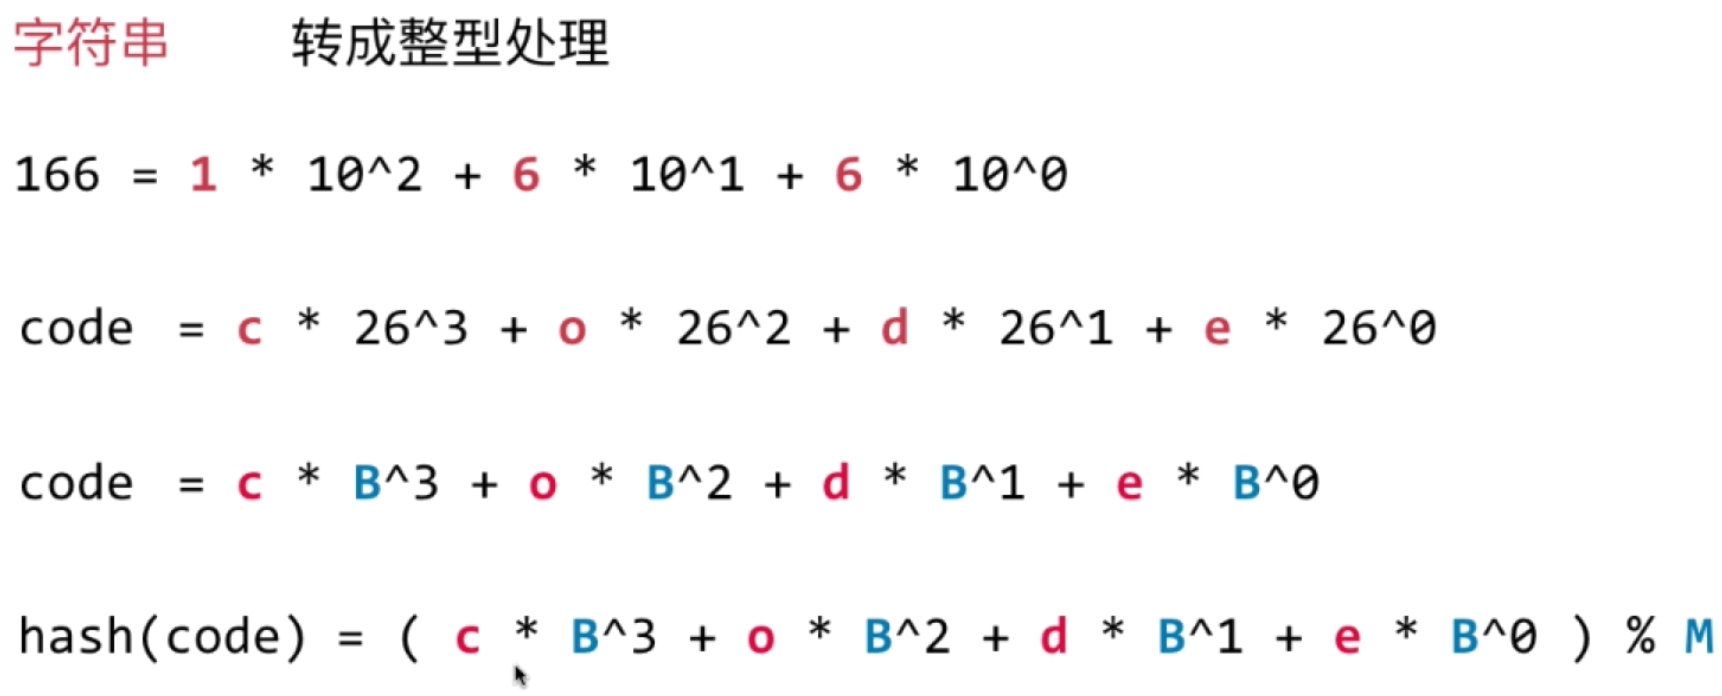 字符串 转成整型处理
166 = 1 * 10^2 + 6 * 10^1 + 6 * 10^0
code = c * 26^3 + o * 26^2 + d * 26^1 + e * 26^0
code = c * B^3 + o * B^2 + d * B^1 + e * B^0
hash(code) = ( c * B^3 + o * B^2 + d * B^1 + e * B^0 ) % M